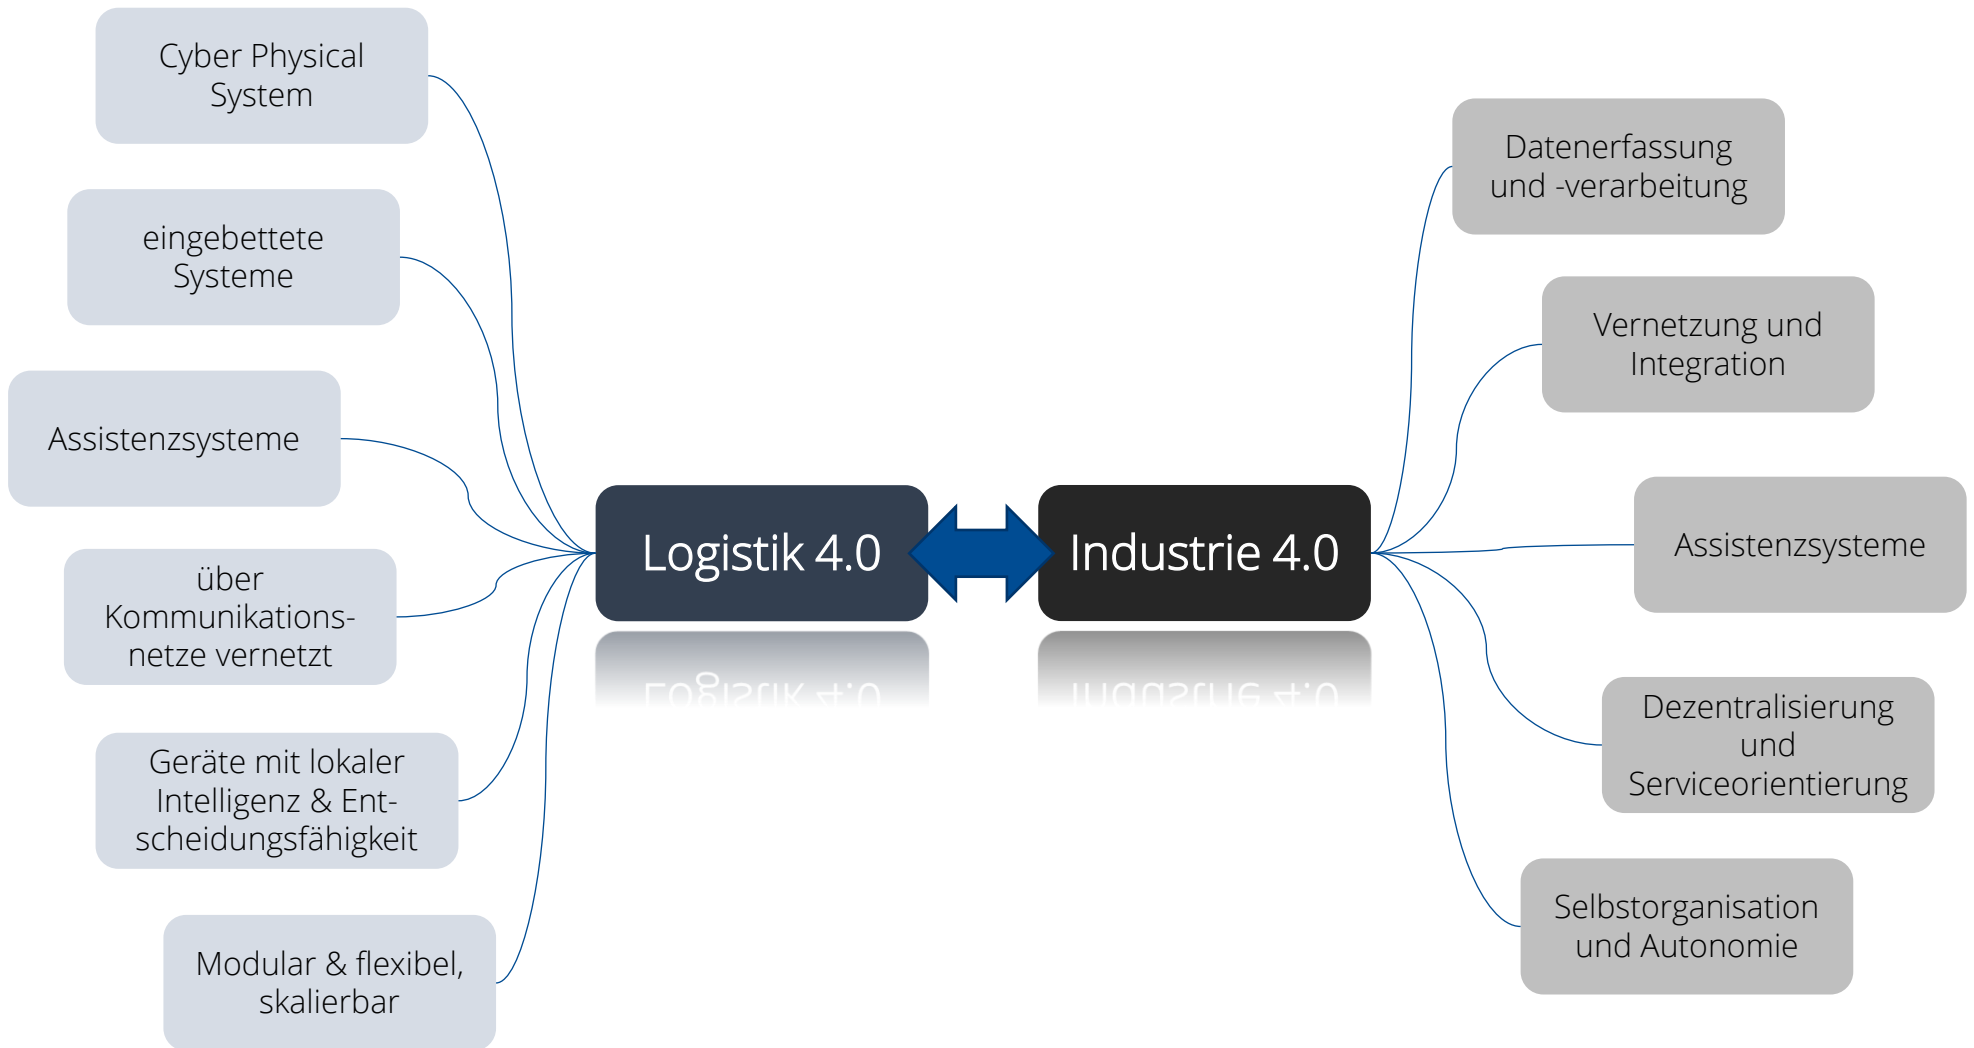 Cyber Physical
System
eingebettete
Systeme
Assistenzsysteme
über
Kommunikations-
netze vernetzt
Geräte mit lokaler
Intelligenz & Ent-
scheidungsfähigkeit
Modular & flexibel,
skalierbar
Logistik 4.0
Industrie 4.0
Datenerfassung
und -verarbeitung
Vernetzung und
Integration
Assistenzsysteme
Dezentralisierung
und
Serviceorientierung
Selbstorganisation
und Autonomie